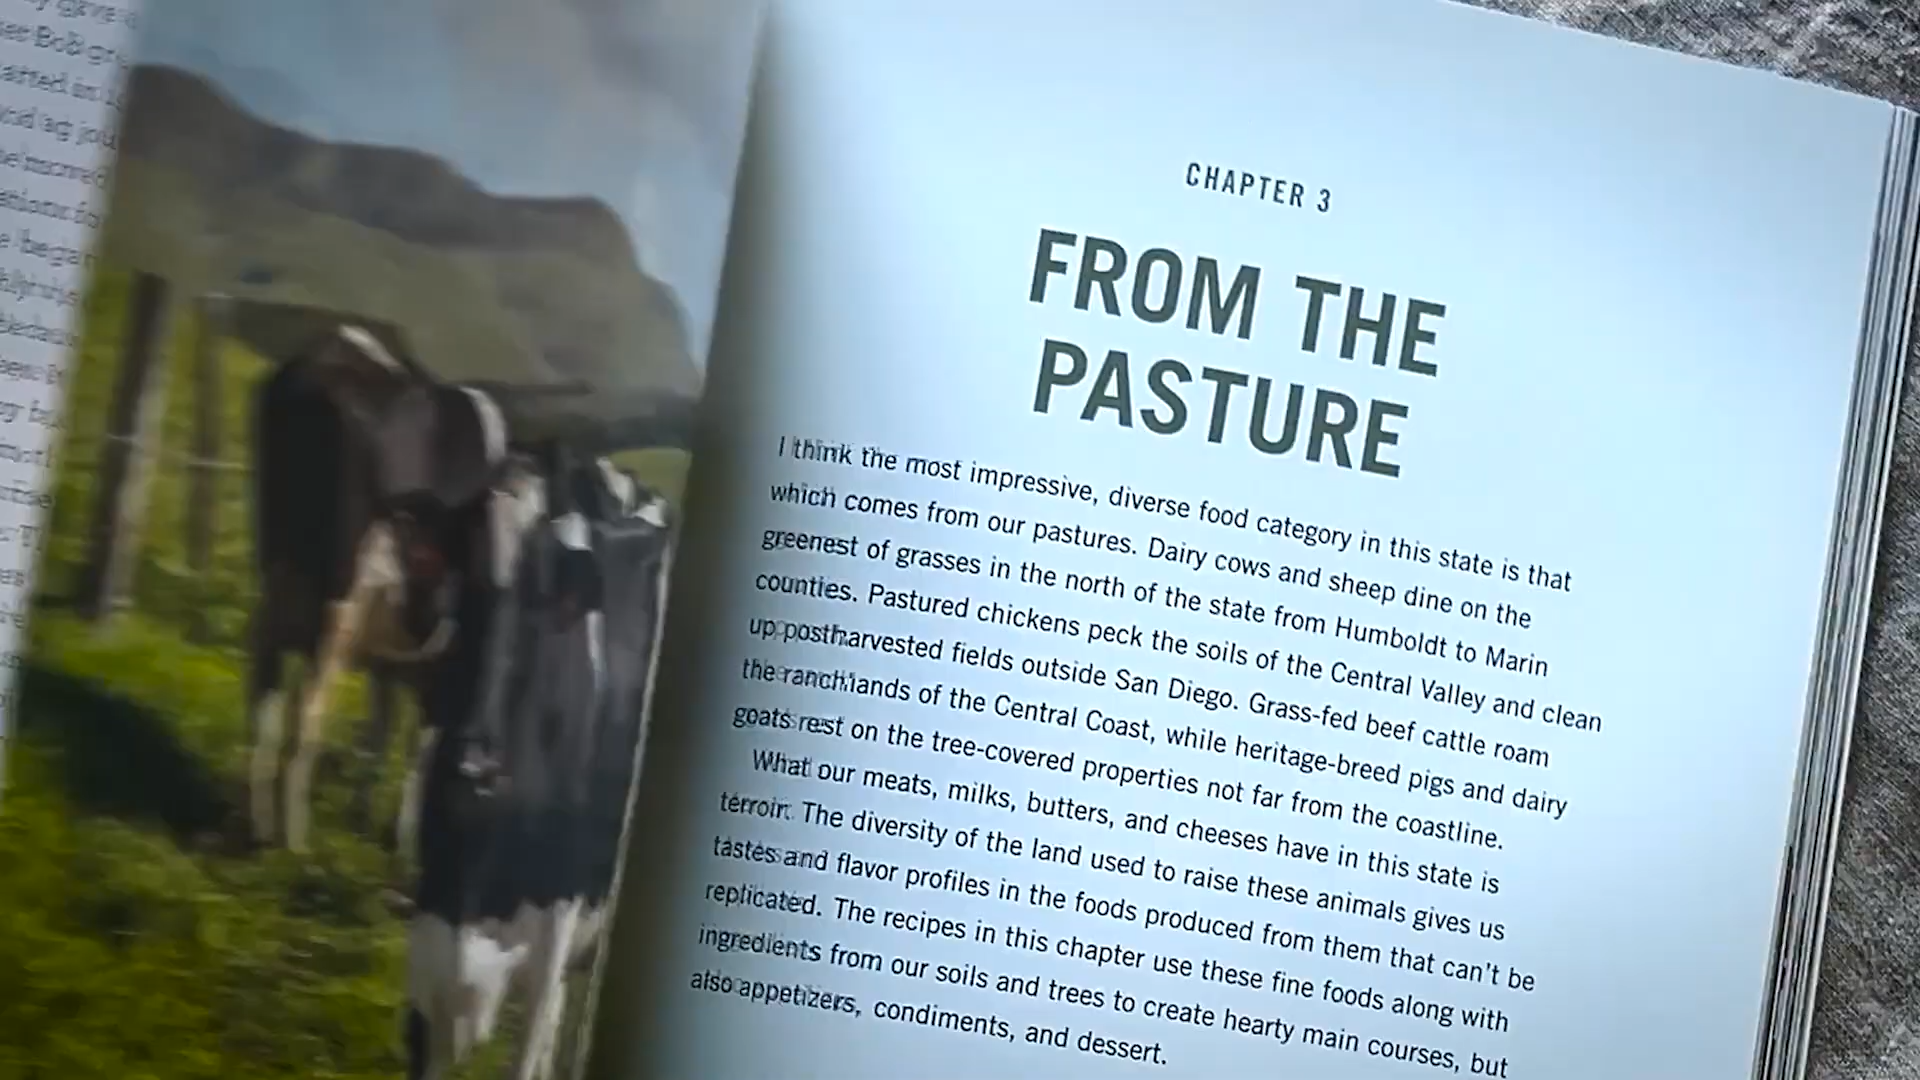 CHAPTER 3
FROM THE
PASTURE
I think the most impressive, diverse food category in this state is that
which comes from our pastures. Dairy cows and sheep dine on the
greenest of grasses in the north of the state from Humboldt to Marin
counties. Pastured chickens peck the soils of the Central Valley and clean
up postharvested fields outside San Diego. Grass-fed beef cattle roam
the ranchlands of the Central Coast, while heritage-breed pigs and dairy
goats rest on the tree-covered properties not far from the coastline.
What our meats, milks, butters, and cheeses have in this state is
terroir. The diversity of the land used to raise these animals gives us
tastes and flavor profiles in the foods produced from them that can't be
replicated. The recipes in this chapter use these fine foods along with
ingredients from our soils and trees to create hearty main courses, but
also appetizers, condiments, and dessert.